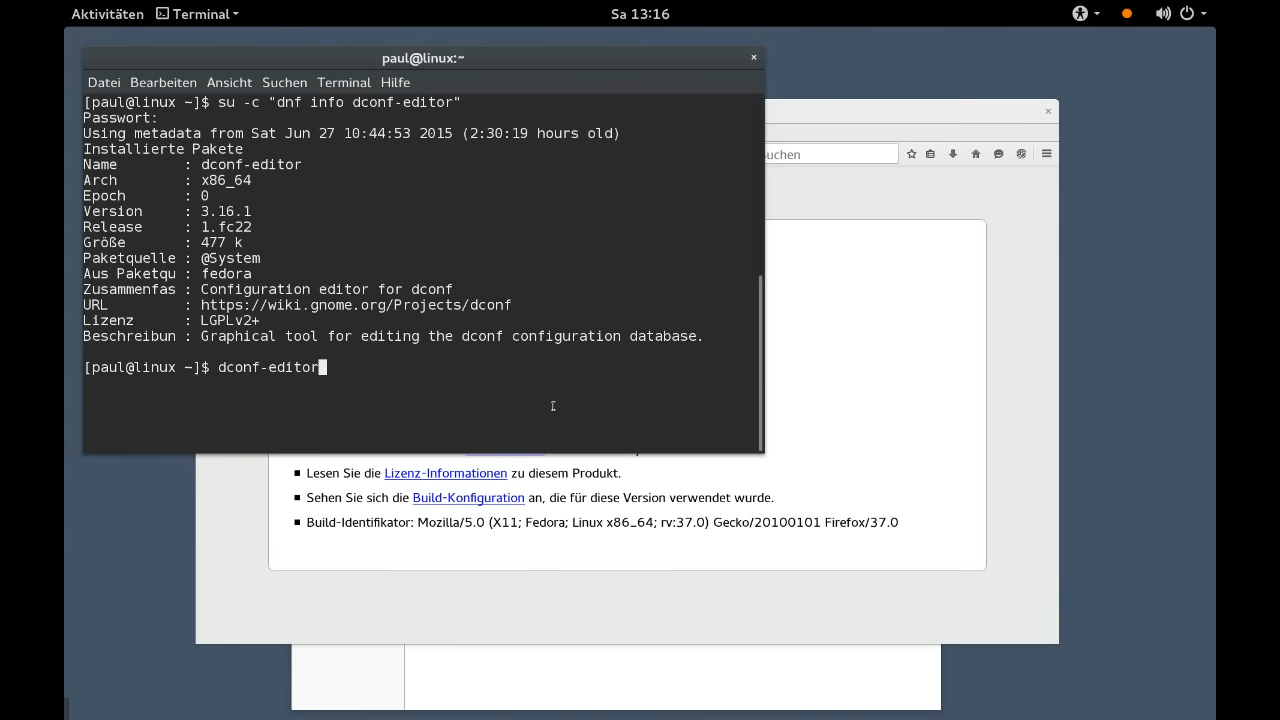 Aktivitäten Terminal Sa 13:16
paul@linux:~
Datei Bearbeiten Ansicht Suchen Terminal Hilfe
[paul@linux ~]$ su -c "dnf info dconf-editor"
Passwort:
Using metadata from Sat Jun 27 10:44:53 2015 (2:30:19 hours old)
Installierte Pakete
Name : dconf-editor
Arch : x86_64
Epoch : 0
Version : 3.16.1
Release : 1.fc22
Größe : 477 k
Paketquelle : @System
Aus Paketqu : fedora
Zusammenfas : Configuration editor for dconf
URL : https://wiki.gnome.org/Projects/dconf
Lizenz : LGPLv2+
Beschreibun : Graphical tool for editing the dconf configuration database.
[paul@linux ~]$ dconf-editor
uchen
Lesen Sie die Lizenz-Informationen zu diesem Produkt.
Sehen Sie sich die Build-Konfiguration an, die für diese Version verwendet wurde.
Build-Identifikator: Mozilla/5.0 (X11; Fedora; Linux x86_64; rv:37.0) Gecko/20100101 Firefox/37.0